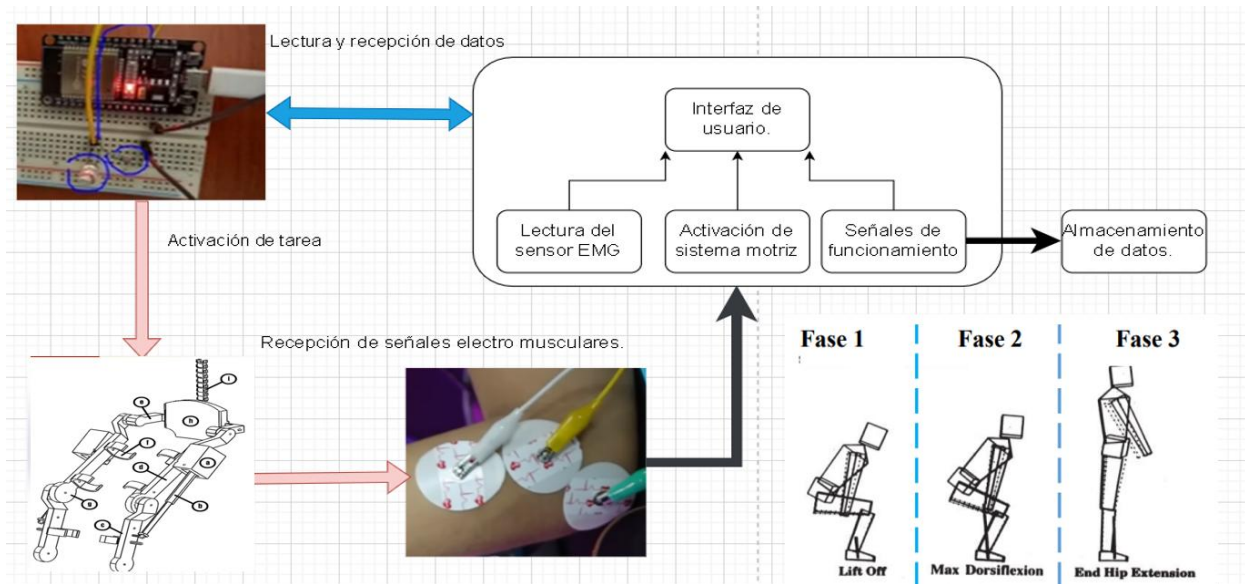 Lectura y recepción de datos
Interfaz de
usuario.
Lectura del
sensor EMG
Activación de
sistema motriz
Señales de
funcionamiento
Almacenamiento
de datos.
Activación de tarea
Recepción de señales electro musculares.
Fase 1
Fase 2
Fase 3
Lift Off
Max Dorsiflexion
End Hip Extension